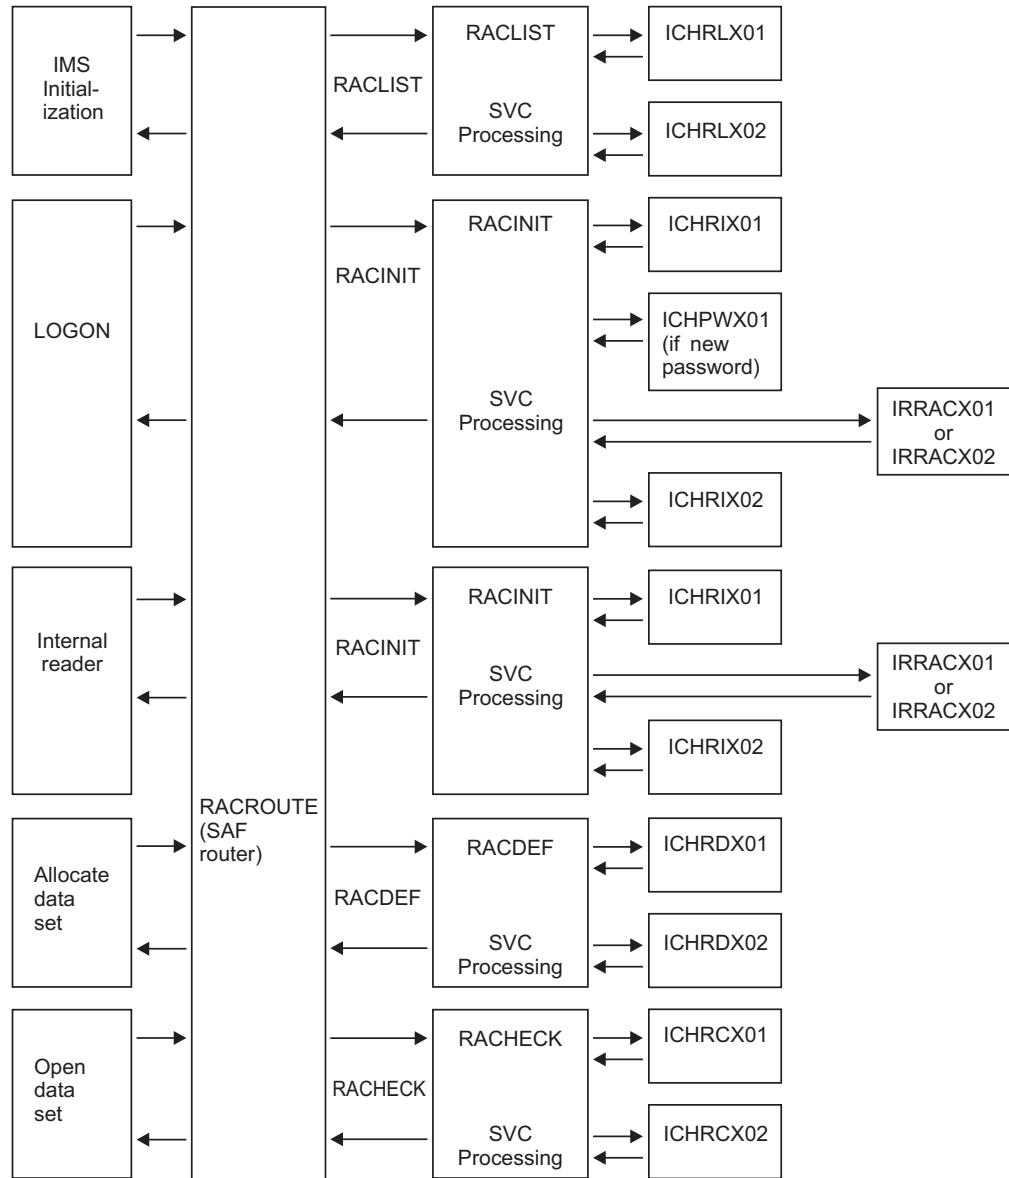 IMS
Initial-
ization
RACLIST
RACLIST
SVC
Processing
ICHRLX01
ICHRLX02
LOGON
RACINIT
RACINIT
SVC
Processing
ICHRIX01
ICHPWX01
(if new
password)
IRRACX01
or
IRRACX02
ICHRIX02
Internal
reader
RACINIT
RACINIT
SVC
Processing
ICHRIX01
IRRACX01
or
IRRACX02
ICHRIX02
RACROUTE
(SAF
router)
Allocate
data
set
RACDEF
RACDEF
SVC
Processing
ICHRDX01
ICHRDX02
Open
data
set
RACHECK
RACHECK
SVC
Processing
ICHRCX01
ICHRCX02